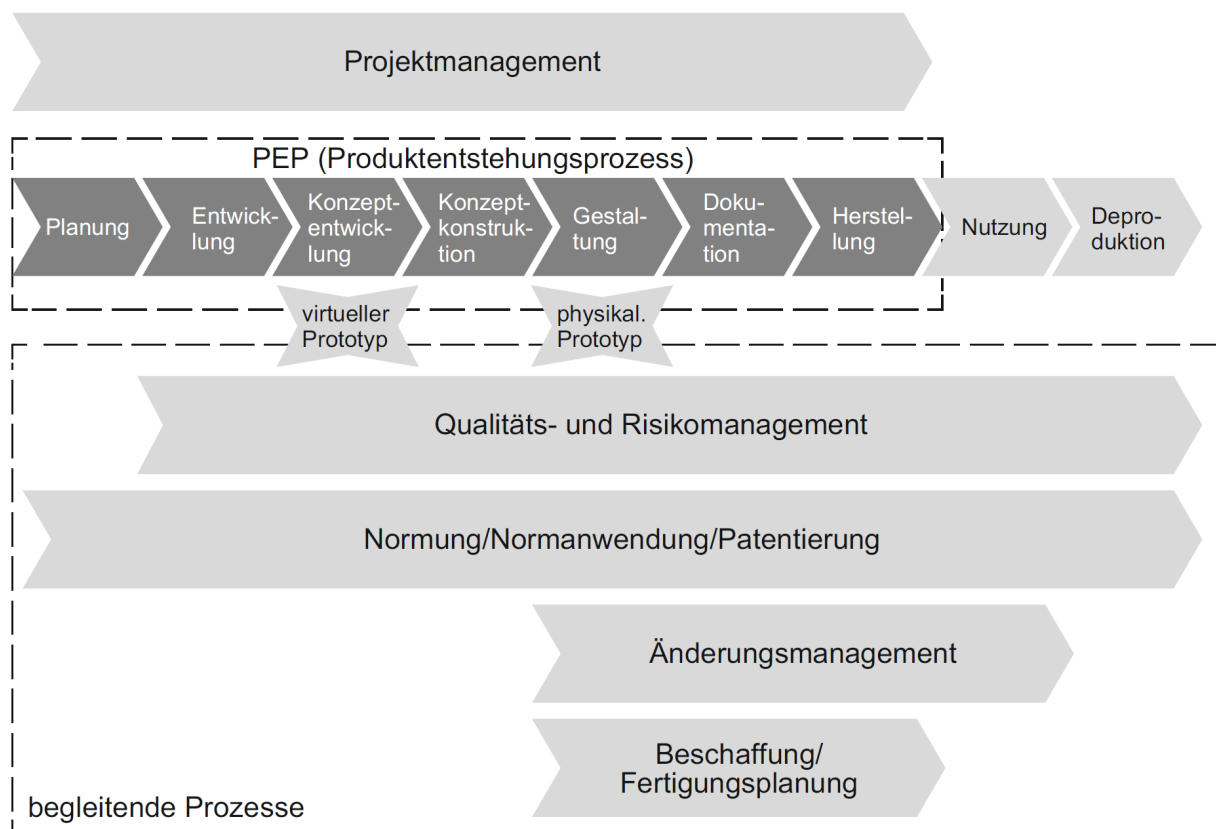 Projektmanagement
PEP (Produktentstehungsprozess)
Planung
Entwick-
lung
Konzept-
entwick-
lung
Konzept-
konstruk-
tion
Gestal-
tung
Doku-
menta-
tion
Herstel-
lung
Nutzung
Depro-
duktion
virtueller
Prototyp
physikal.
Prototyp
Qualitäts- und Risikomanagement
Normung/Normanwendung/Patentierung
Änderungsmanagement
Beschaffung/
Fertigungsplanung
begleitende Prozesse